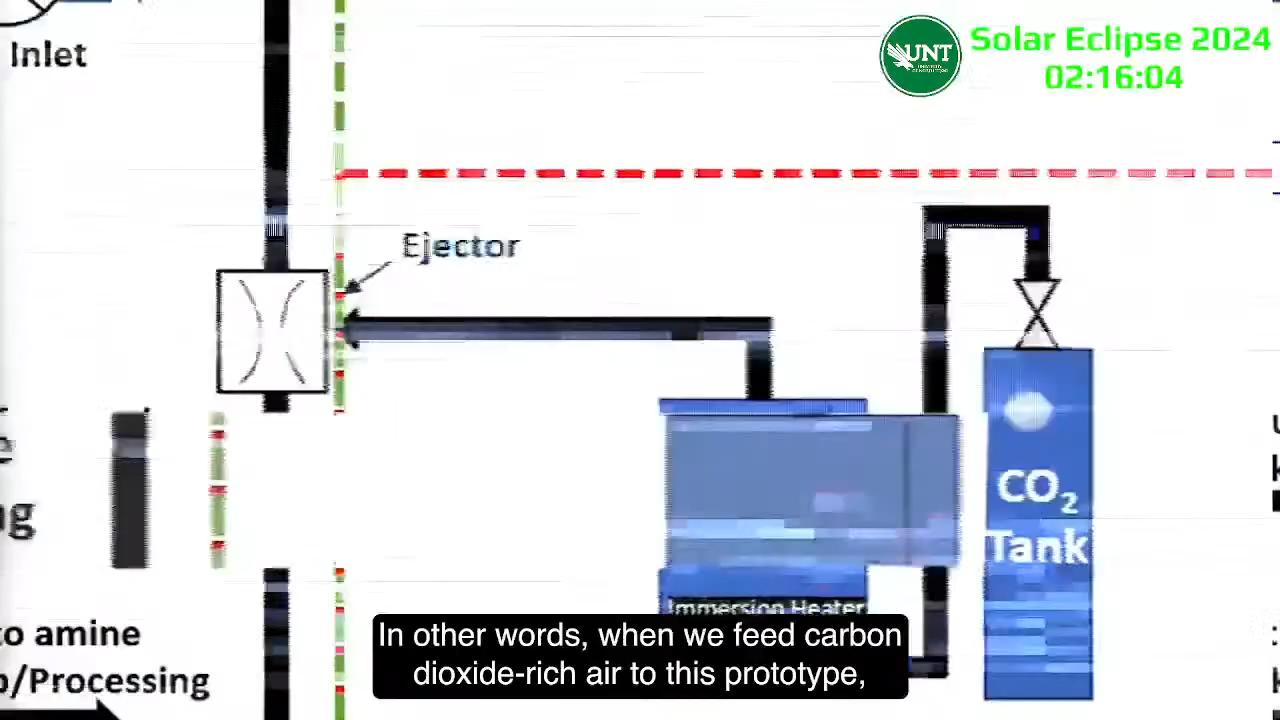 Inlet
UNT
Solar Eclipse 2024
02:16:04
Ejector
CO₂
Tank
Immersion Heater
to amine
/Processing
In other words, when we feed carbon
dioxide-rich air to this prototype,